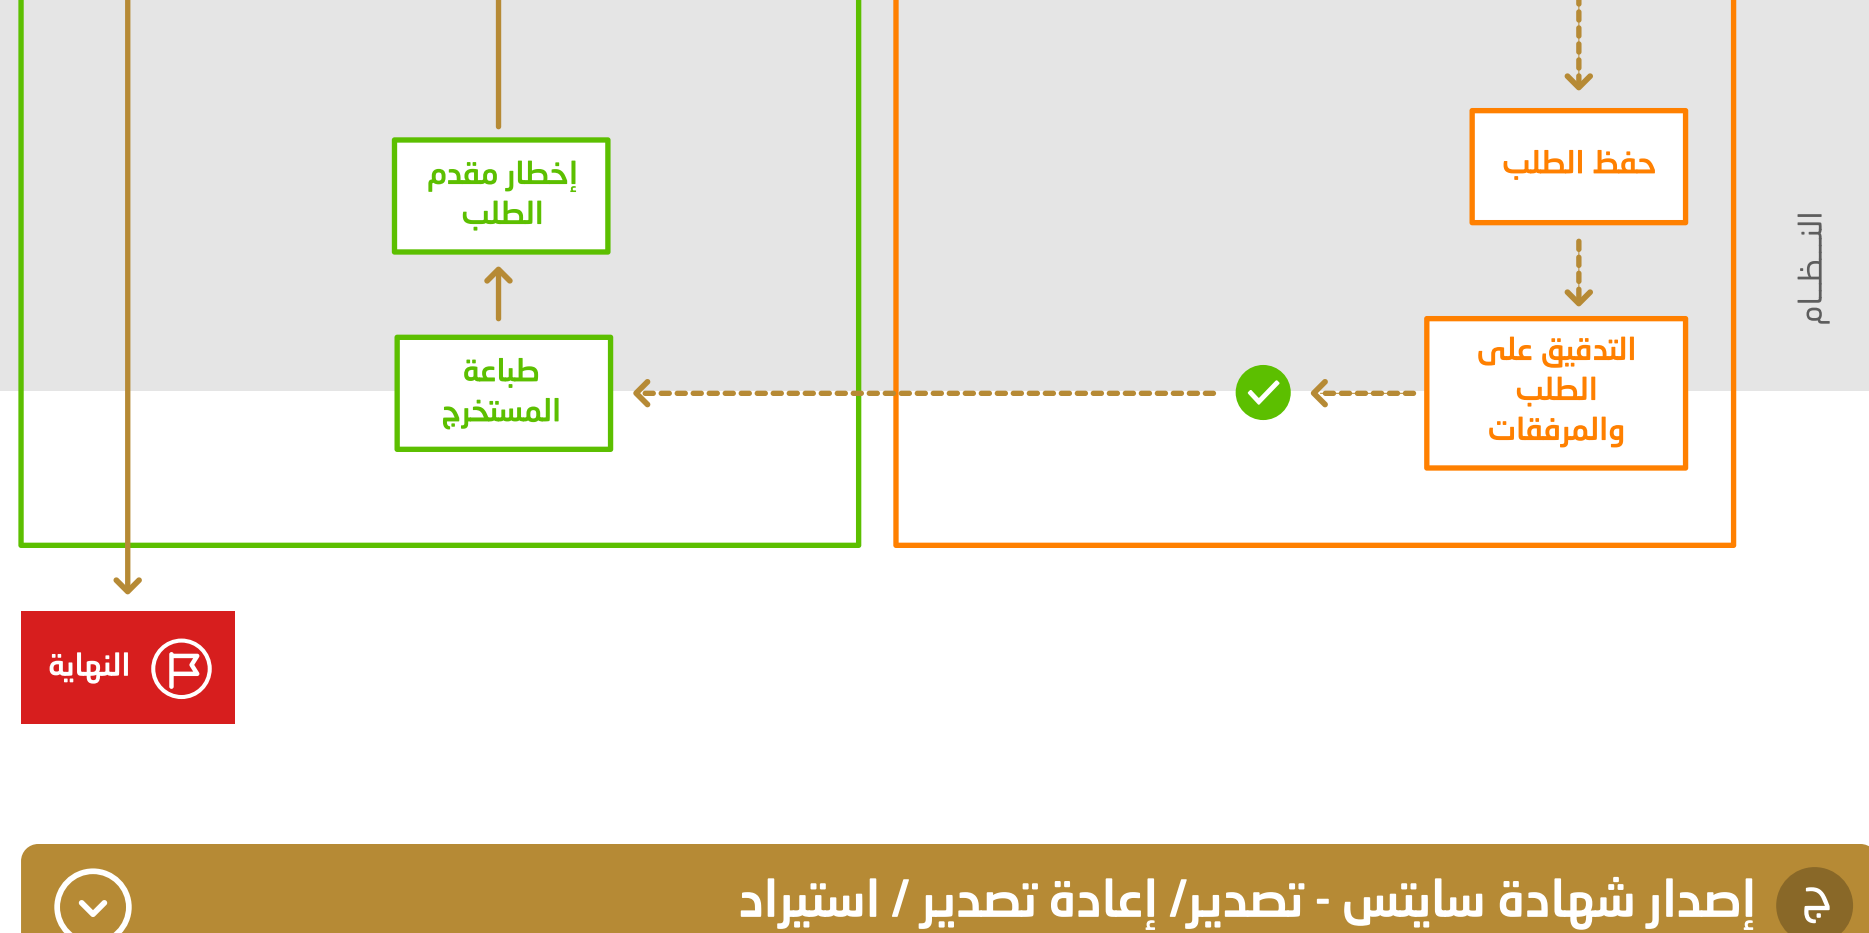 حفظ الطلب
النــظــام
التدقيق على
الطلب
والمرفقات
إخطار مقدم
الطلب
طباعة
المستخرج
النهاية
ج
إصدار شهادة سايتس - تصدير/ إعادة تصدير / استيراد